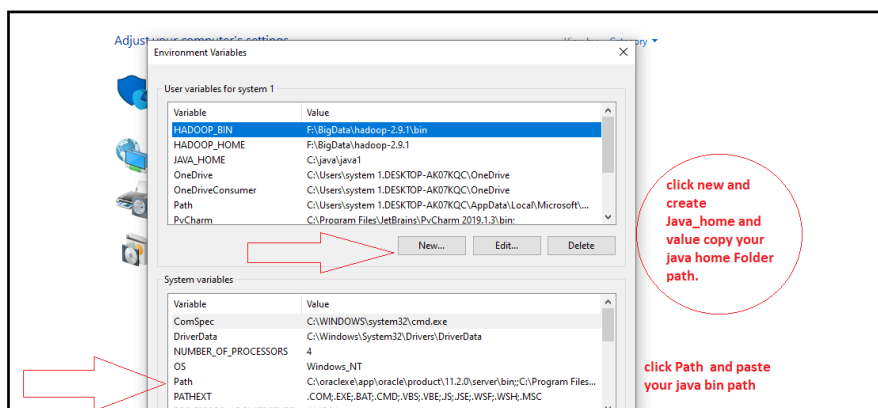 Adjust your computer's settings
Category
Environment Variables
User variables for system 1
Variable Value
HADOOP_BIN F:\BigData\hadoop-2.9.1\bin
HADOOP_HOME F:\BigData\hadoop-2.9.1
JAVA_HOME C:\java\java1
OneDrive C:\Users\system 1.DESKTOP-AK07KQC\OneDrive
OneDriveConsumer C:\Users\system 1.DESKTOP-AK07KQC\OneDrive
Path C:\Users\system 1.DESKTOP-AK07KQC\AppData\Local\Microsoft\...
PyCharm C:\Program Files\JetBrains\PyCharm 2019.1.3\bin;
New... Edit... Delete
click new and
create
Java_home and
value copy your
java home Folder
path.
System variables
Variable Value
ComSpec C:\WINDOWS\system32\cmd.exe
DriverData C:\Windows\System32\Drivers\DriverData
NUMBER_OF_PROCESSORS 4
OS Windows_NT
Path C:\oraclexe\app\oracle\product\11.2.0\server\bin;;C:\Program Files...
PATHEXT .COM;.EXE;.BAT;.CMD;.VBS;.VBE;.JS;.JSE;.WSF;.WSH;.MSC
click Path and paste
your java bin path